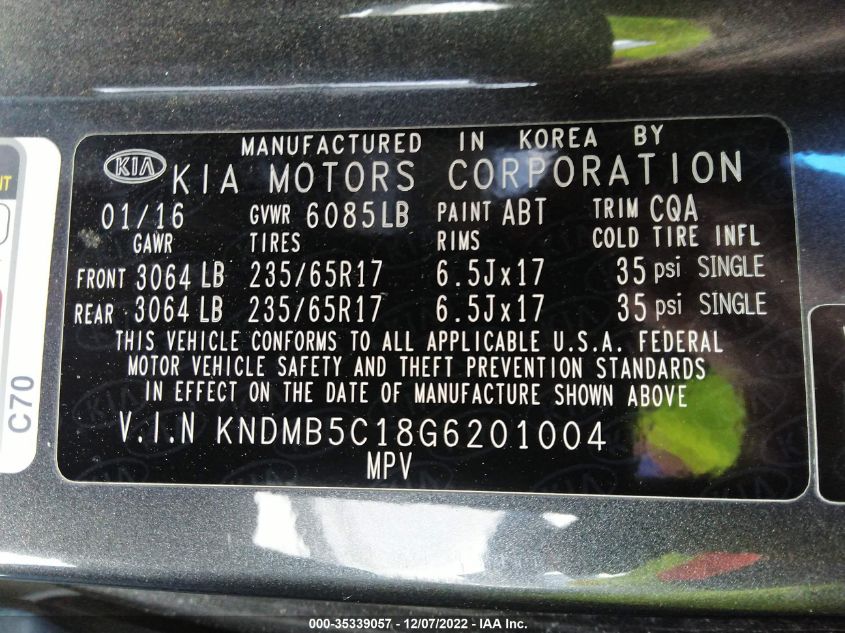 MANUFACTURED IN KOREA BY
KIA KIA MOTORS CORPORATION
01/16 GVWR 6085LB PAINT ABT TRIM CQA
GAWR TIRES RIMS COLD TIRE INFL
FRONT 3064 LB 235/65R17 6.5Jx17 35 psi SINGLE
REAR 3064 LB 235/65R17 6.5Jx17 35 psi SINGLE
THIS VEHICLE CONFORMS TO ALL APPLICABLE U.S.A. FEDERAL
MOTOR VEHICLE SAFETY AND THEFT PREVENTION STANDARDS
IN EFFECT ON THE DATE OF MANUFACTURE SHOWN ABOVE
V.I.N KNDMB5C18G6201004
MPV
C70
000-35339057 - 12/07/2022 - IAA Inc.